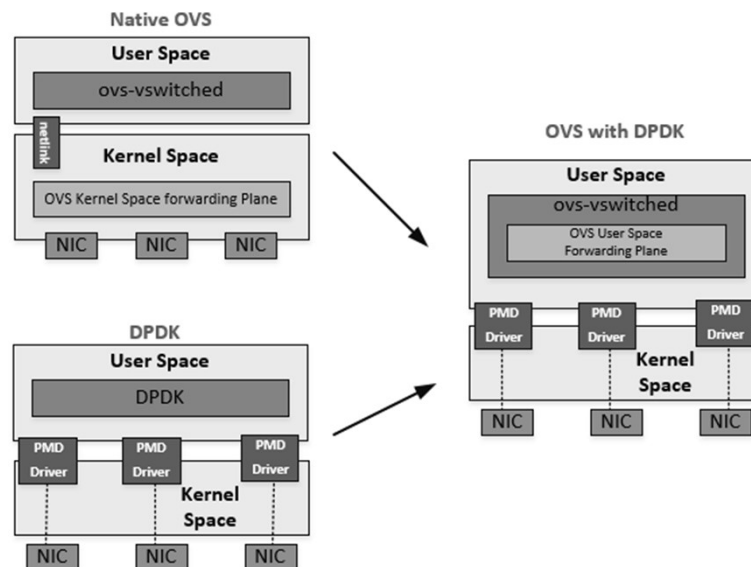 Native OVS
User Space
ovs-vswitched
netlink
Kernel Space
OVS Kernel Space forwarding Plane
NIC
NIC
NIC
DPDK
User Space
DPDK
PMD
Driver
PMD
Driver
PMD
Driver
Kernel
Space
NIC
NIC
NIC
OVS with DPDK
User Space
ovs-vswitched
OVS User Space
Forwarding Plane
PMD
Driver
PMD
Driver
PMD
Driver
Kernel
Space
NIC
NIC
NIC